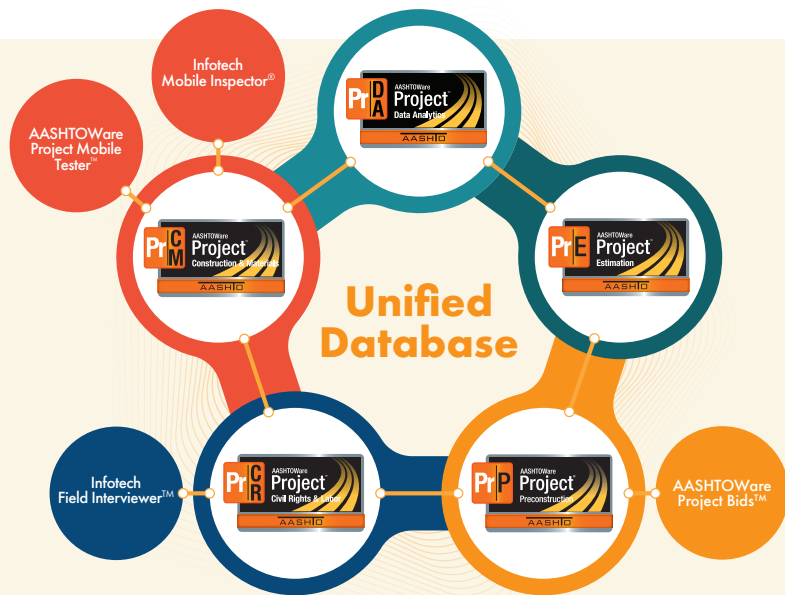 Infotech
Mobile Inspector®
AASHTOWare
Project Mobile
Tester™
Pr DA
AASHTOWare
Project™
Data Analytics
AASHTO
Pr CM
AASHTOWare
Project™
Construction & Materials
AASHTO
Pr E
AASHTOWare
Project™
Estimation
AASHTO
Unified
Database
Infotech
Field Interviewer™
Pr CR
AASHTOWare
Project™
Civil Rights & Labor
AASHTO
Pr P
AASHTOWare
Project™
Preconstruction
AASHTO
AASHTOWare
Project Bids™